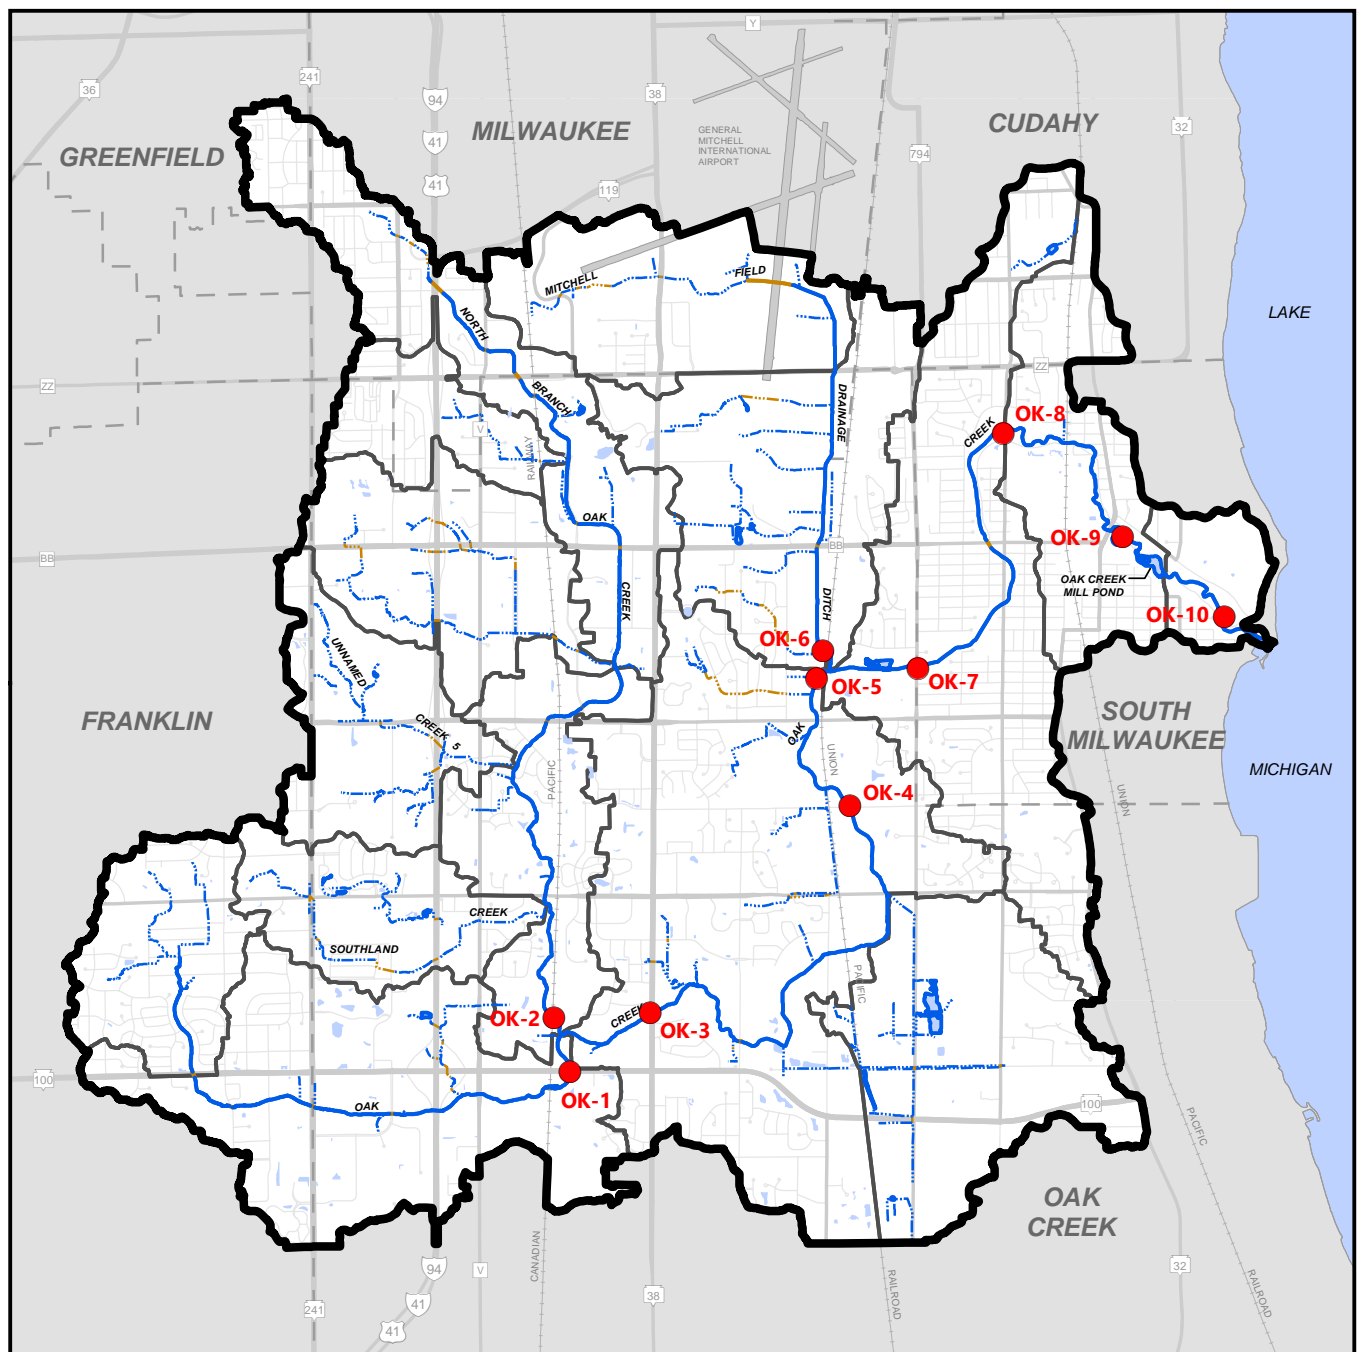 Y
36
241
94
38
MILWAUKEE
CUDAHY
GENERAL
MITCHELL
INTERNATIONAL
AIRPORT
32
41
GREENFIELD
794
41
119
MITCHELL
FIELD
LAKE
NORTH
ZZ
ZZ
BRANCH
DRAINAGE
OK-8
CREEK
V
RAILWAY
OAK
OK-9
BB
BB
OAK CREEK
MILL POND
CREEK
DITCH
OK-10
OK-6
UNNAMED
OK-7
OK-5
FRANKLIN
SOUTH
MILWAUKEE
CREEK 5
OAK
UNION
MICHIGAN
PACIFIC
OK-4
UNION
CREEK
SOUTHLAND
PACIFIC
OK-2
CREEK
OK-3
100
OK-1
OAK
100
PACIFIC
OAK
CREEK
CANADIAN
94
V
32
RAILROAD
RAILROAD
38
41
241
41